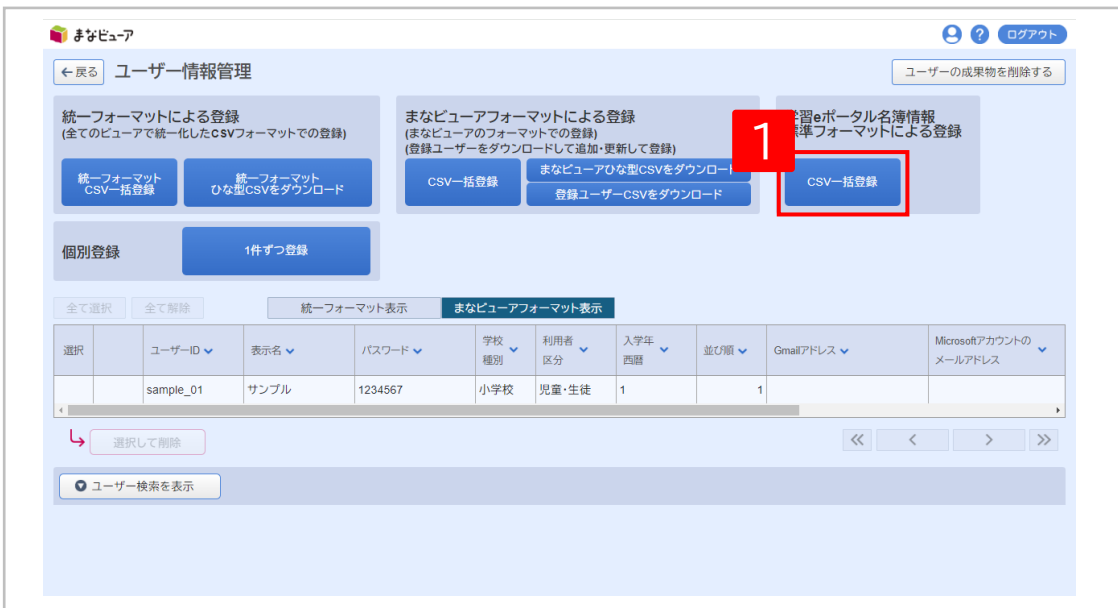 まなビューア
ログアウト
戻る ユーザー情報管理
ユーザーの成果物を削除する
統一フォーマットによる登録
(全てのビューアで統一化したCSVフォーマットでの登録)
統一フォーマット
CSV一括登録
統一フォーマット
ひな型CSVをダウンロード
まなビューアフォーマットによる登録
(まなビューアのフォーマットでの登録)
(登録ユーザーをダウンロードして追加・更新して登録)
CSV一括登録
まなビューアひな型CSVをダウンロー
登録ユーザーCSVをダウンロード
1
習eポータル名簿情報
準フォーマットによる登録
CSV一括登録
個別登録
1件ずつ登録
全て選択 全て解除 統一フォーマット表示 まなビューアフォーマット表示
選択 ユーザーID 表示名 パスワード 学校種別 利用者区分 入学年西暦 並び順 Gmailアドレス Microsoftアカウントのメールアドレス
sample_01 サンプル 1234567 小学校 児童・生徒 1 1
選択して削除
ユーザー検索を表示